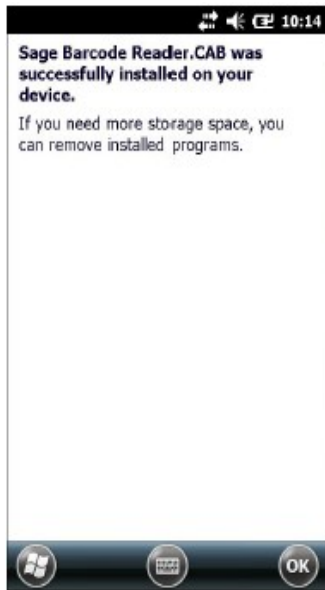 10:14
Sage Barcode Reader.CAB was
successfully installed on your
device.
If you need more storage space, you
can remove installed programs.
OK